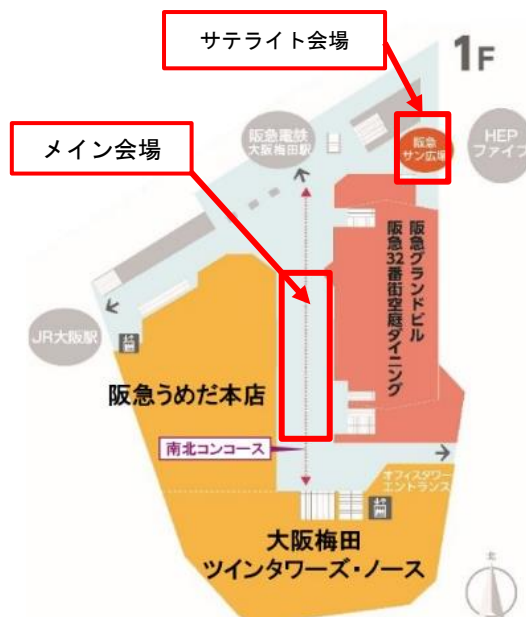 サテライト会場
1F
メイン会場
阪急電鉄
大阪梅田駅
阪急
サン広場
HEP
ファイブ
阪急グランドビル
阪急32番街空庭ダイニング
JR大阪駅
阪急うめだ本店
南北コンコース
オフィスタワー
エントランス
大阪梅田
ツインタワーズ・ノース
北